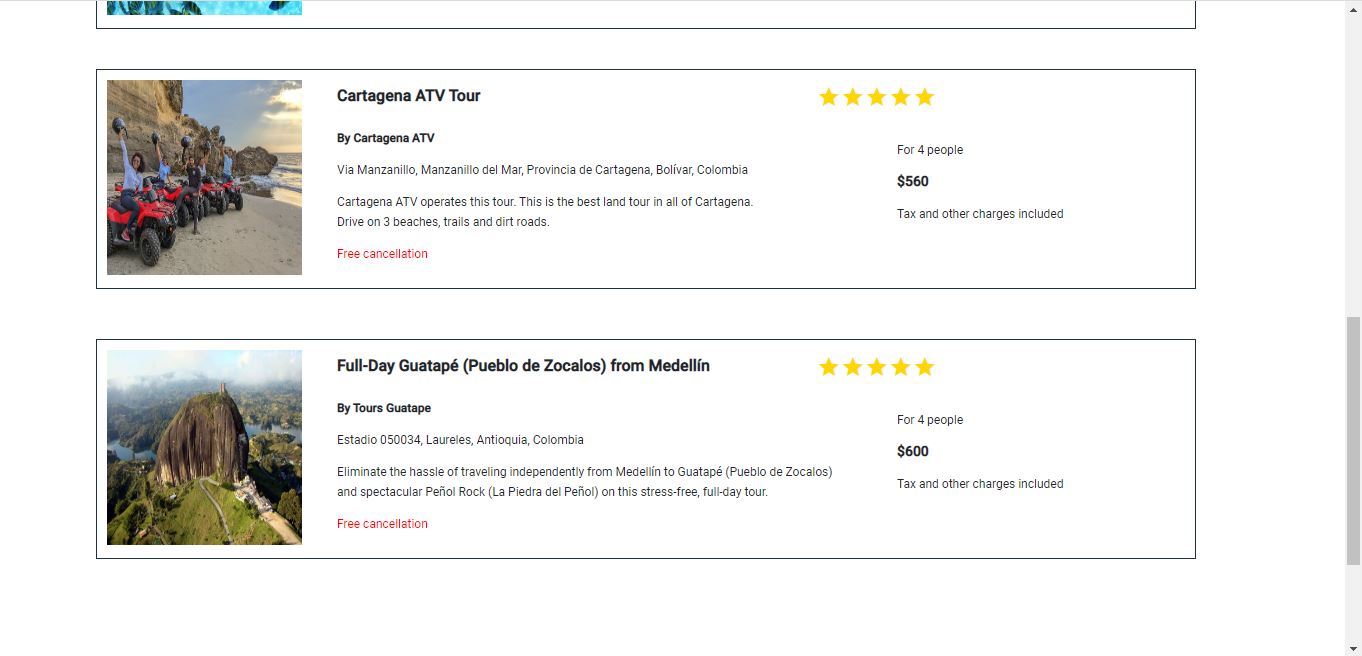 Cartagena ATV Tour
By Cartagena ATV
Via Manzanillo, Manzanillo del Mar, Provincia de Cartagena, Bolívar, Colombia
Cartagena ATV operates this tour. This is the best land tour in all of Cartagena.
Drive on 3 beaches, trails and dirt roads.
Free cancellation
For 4 people
$560
Tax and other charges included
Full-Day Guatapé (Pueblo de Zocalos) from Medellín
By Tours Guatape
Estadio 050034, Laureles, Antioquia, Colombia
Eliminate the hassle of traveling independently from Medellín to Guatapé (Pueblo de Zocalos)
and spectacular Peñol Rock (La Piedra del Peñol) on this stress-free, full-day tour.
Free cancellation
For 4 people
$600
Tax and other charges included